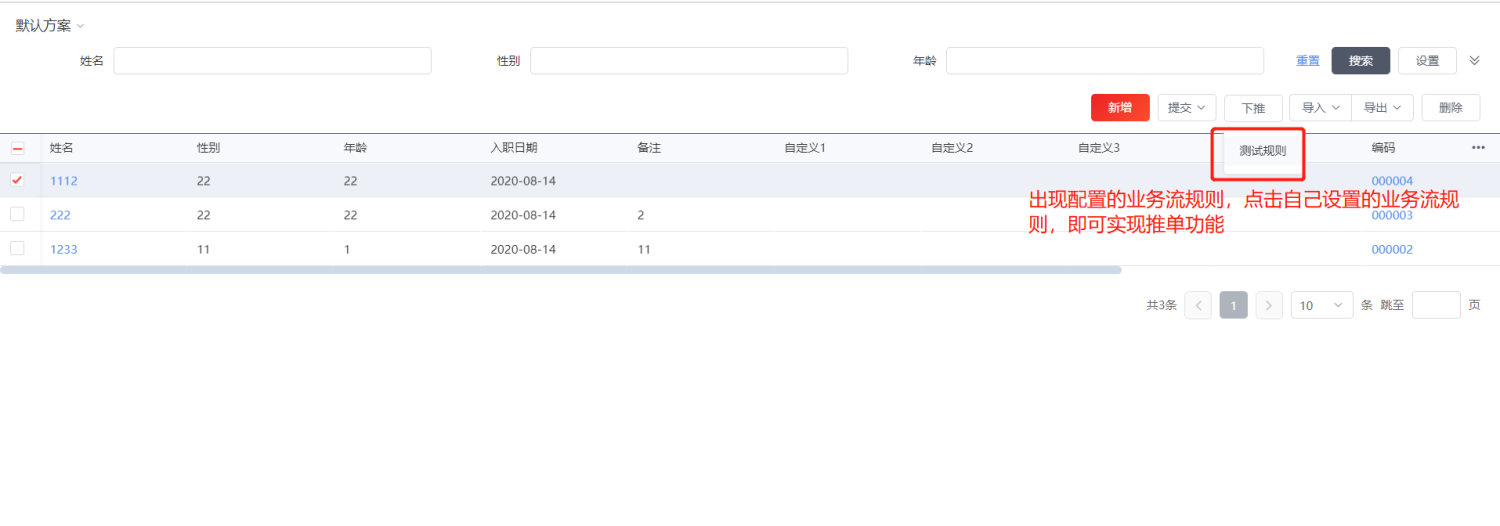 默认方案
姓名 性别 年龄 重置 搜索 设置
新增 提交 下推 导入 导出 删除
姓名 性别 年龄 入职日期 备注 自定义1 自定义2 自定义3 测试规则 编码
1112 22 22 2020-08-14 000004
出现配置的业务流规则，点击自己设置的业务流规
222 22 22 2020-08-14 2 000003
则，即可实现推单功能
1233 11 1 2020-08-14 11 000002
共3条 1 10 条 跳至 页